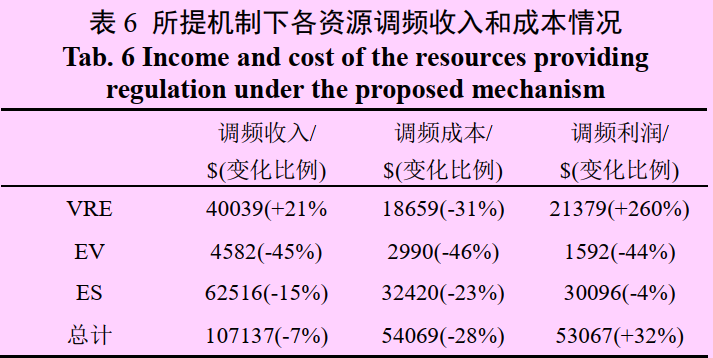 表 6 所提机制下各资源调频收入和成本情况
Tab. 6 Income and cost of the resources providing
regulation under the proposed mechanism
调频收入/ 调频成本/ 调频利润/
$(变化比例) $(变化比例) $(变化比例)
VRE 40039(+21% 18659(-31%) 21379(+260%)
EV 4582(-45%) 2990(-46%) 1592(-44%)
ES 62516(-15%) 32420(-23%) 30096(-4%)
总计 107137(-7%) 54069(-28%) 53067(+32%)